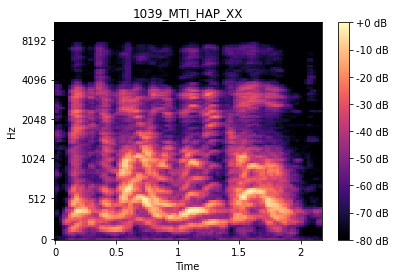 1039_MTI_HAP_XX
+0 dB
8192
-10 dB
4096
-20 dB
-30 dB
2048
-40 dB
Hz
1024
-50 dB
512
-60 dB
-70 dB
0
-80 dB
0 0.5 1 1.5 2
Time